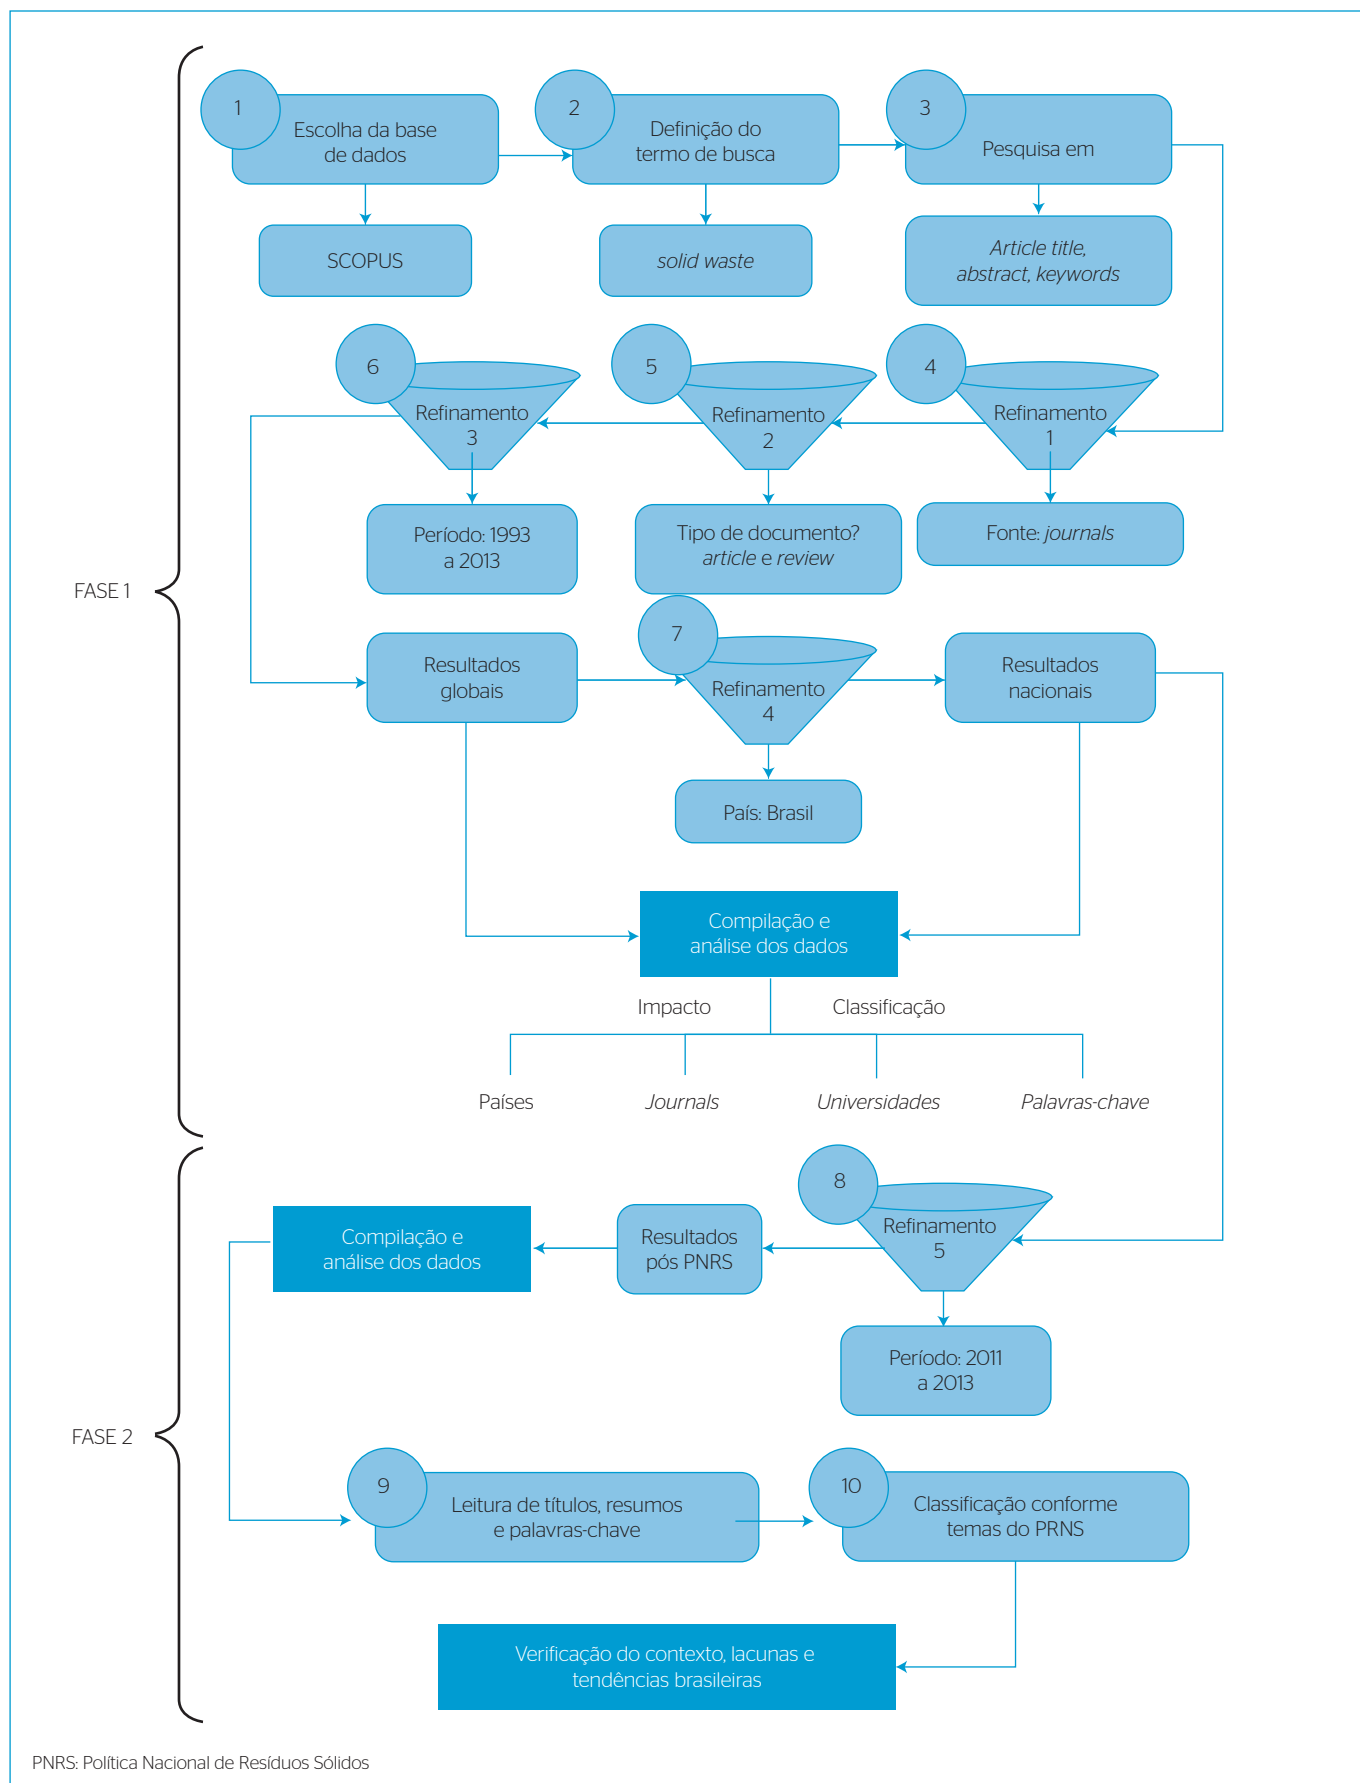 1
Escolha da base
de dados
2
Definição do
termo de busca
3
Pesquisa em
SCOPUS
solid waste
Article title,
abstract, keywords
6
Refinamento
3
5
Refinamento
2
4
Refinamento
1
Período: 1993
a 2013
Tipo de documento?
article e review
Fonte: journals
FASE 1
Resultados
globais
7
Refinamento
4
Resultados
nacionais
País: Brasil
Compilação e
análise dos dados
Impacto
Classificação
Países
Journals
Universidades
Palavras-chave
8
Refinamento
5
Resultados
pós PNRS
Compilação e
análise dos dados
Período: 2011
a 2013
FASE 2
9
Leitura de títulos, resumos
e palavras-chave
10
Classificação conforme
temas do PRNS
Verificação do contexto, lacunas e
tendências brasileiras
PNRS: Política Nacional de Resíduos Sólidos